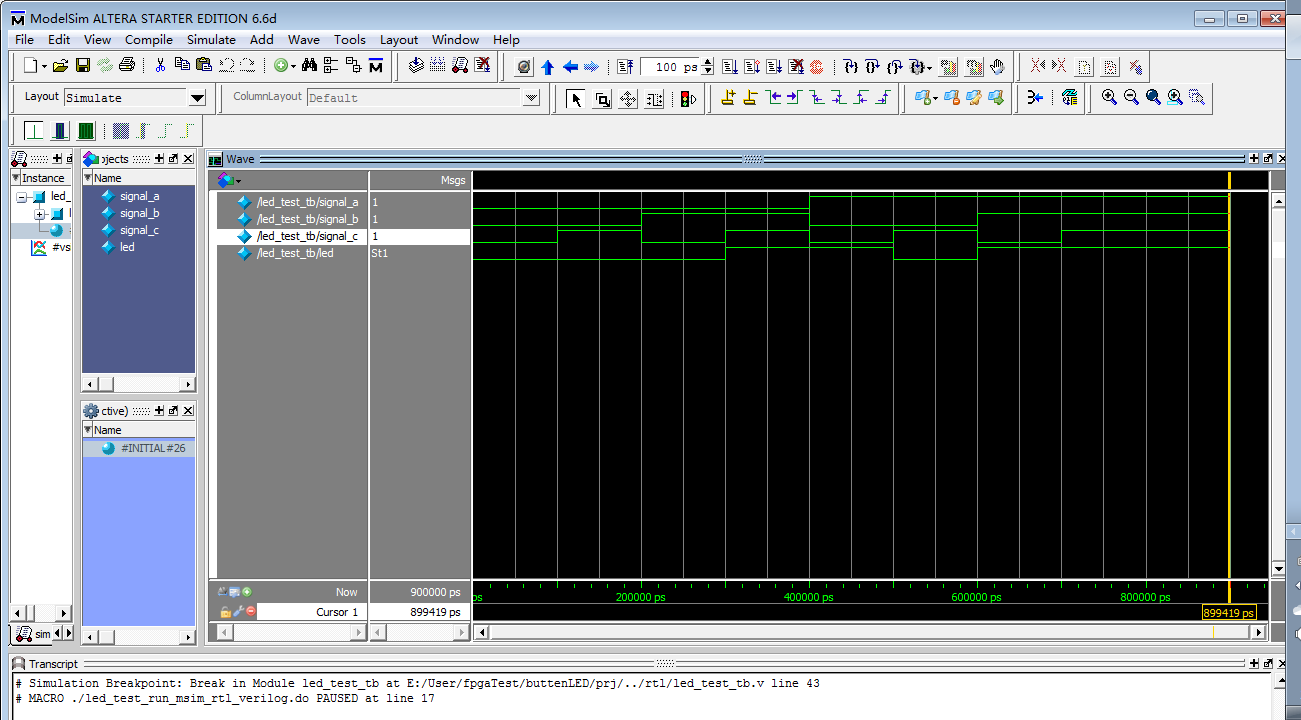 ModelSim ALTERA STARTER EDITION 6.6d
File Edit View Compile Simulate Add Wave Tools Layout Window Help
100 ps
Layout Simulate ColumnLayout Default
ojects
Wave
Instance
Name
Msgs
led_
signal_a
signal_b
signal_c
led
#vs
/led_test_tb/signal_a 1
/led_test_tb/signal_b 1
/led_test_tb/signal_c 1
/led_test_tb/led St1
ctive)
Name
#INITIAL#26
Now 900000 ps
ps 200000 ps 400000 ps 600000 ps 800000 ps
Cursor 1 899419 ps
899419 ps
sim
Transcript
# Simulation Breakpoint: Break in Module led_test_tb at E:/User/fpgaTest/buttenLED/prj/../rtl/led_test_tb.v line 43
# MACRO ./led_test_run_msim_rtl_verilog.do PAUSED at line 17